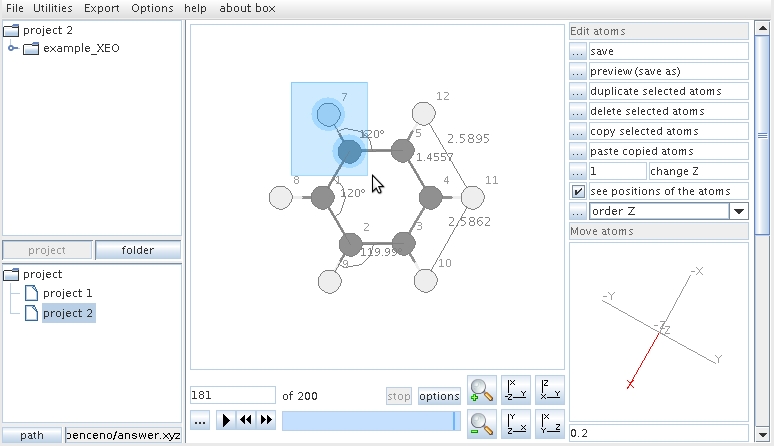 File Utilities Export Options help about box
project 2
example_XEO
project folder
project
project 1
project 2
path benceno/answer.xyz
7
12
120°
5
2.5895
1.4557
8
1
120°
4
11
2
3
2.5862
119.995
9
10
181 of 200 stop options
...
X
-Z Y
Z
X Y
Y
Z X
X
Y Z
Edit atoms
... save
... preview (save as)
... duplicate selected atoms
... delete selected atoms
... copy selected atoms
... paste copied atoms
... 1 change Z
see positions of the atoms
... order Z
Move atoms
-X
-Y
-Z
Z
Y
X
0.2